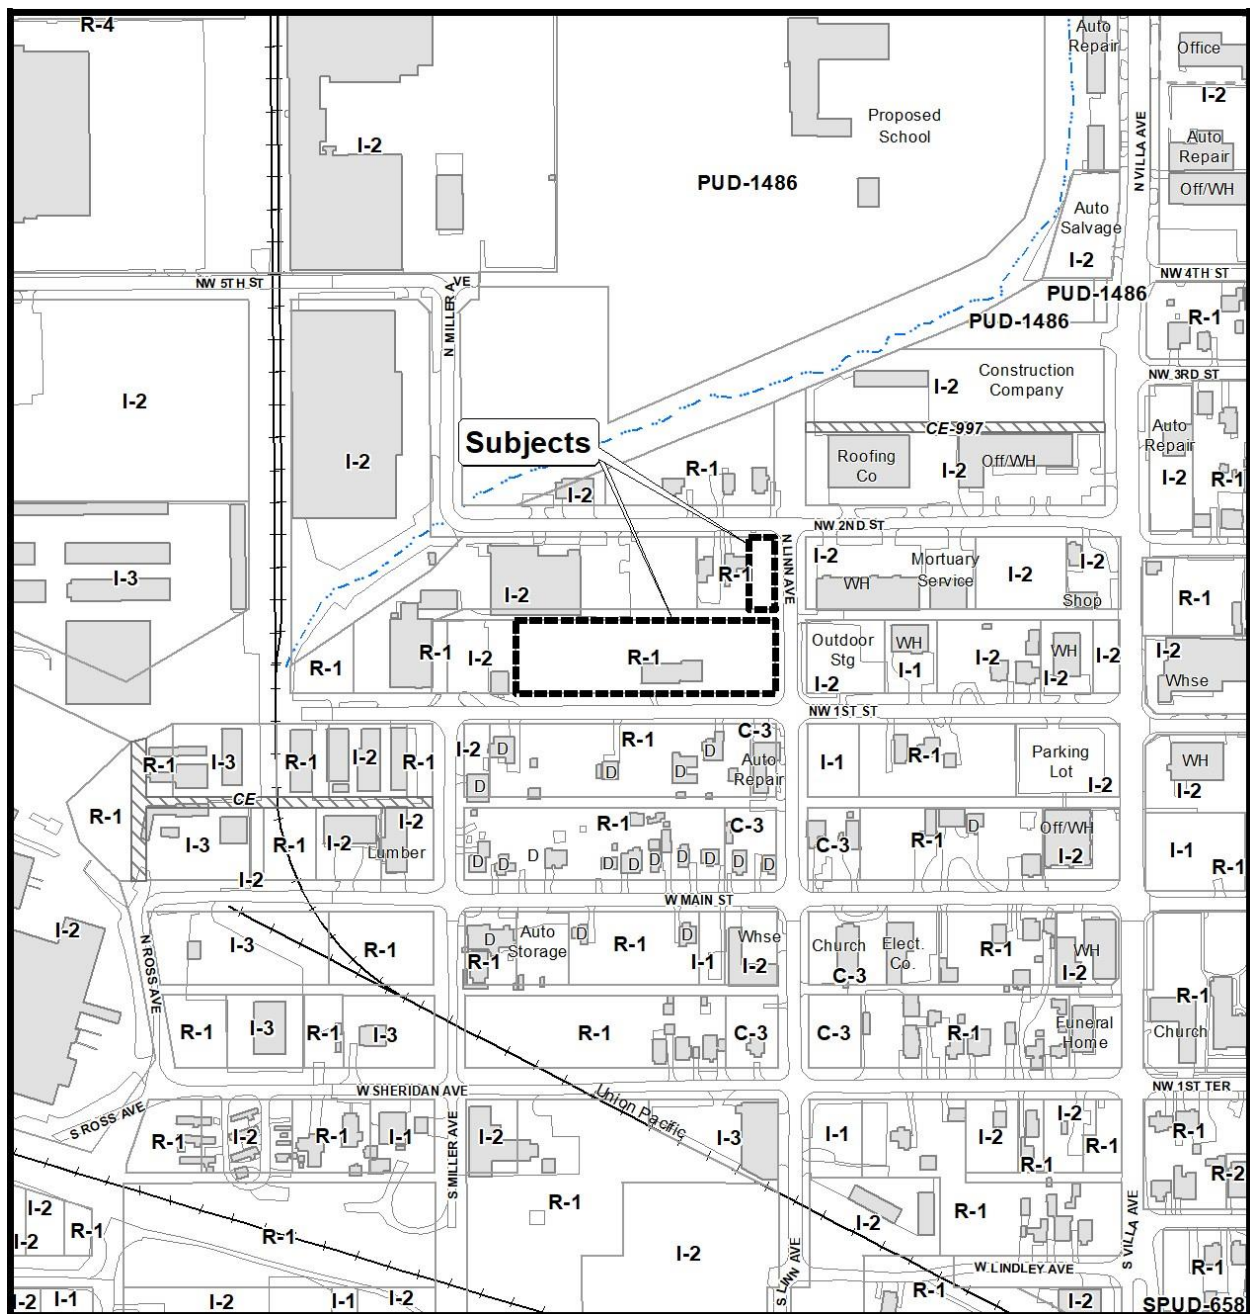 R-4
Auto
Repair
Office
I-2
I-2
Auto
Repair
Off/WH
Proposed
School
PUD-1486
N VILLA AVE
Auto
Salvage
I-2
NW 5TH ST
N MILLER AVE
NW 4TH ST
PUD-1486
PUD-1486
R-1
I-2
Construction
Company
I-2
NW 3RD ST
CE-997
Subjects
I-2
Roofing
Co
I-2
Off/WH
Auto
Repair
I-2
R-1
R-1
I-2
NW 2ND ST
N LINN AVE
I-3
I-2
R-1
I-2
WH
Mortuary
Service
I-2
I-2
Shop
R-1
R-1
R-1
I-2
R-1
Outdoor
Stg
I-2
WH
I-1
I-2
WH
I-2
I-2
I-2
Whse
NW 1ST ST
R-1
I-3
R-1
I-2
R-1
I-2
D
D
D
R-1
D
D
C-3
Auto
Repair
I-1
R-1
Parking
Lot
I-2
WH
I-2
CE
R-1
I-3
R-1
I-2
I-2
Lumber
I-2
R-1
D
D
D
D
D
D
D
D
D
D
C-3
C-3
R-1
D
Off/WH
I-2
I-1
R-1
W MAIN ST
I-2
N ROSS AVE
I-3
R-1
D
R-1
Auto
Storage
D
R-1
D
I-1
Whse
I-2
Church
C-3
Elect.
Co.
R-1
WH
I-2
R-1
I-3
R-1
I-3
R-1
C-3
C-3
R-1
Funeral
Home
R-1
Church
W SHERIDAN AVE
Union Pacific
NW 1ST TER
S ROSS AVE
R-1
I-2
R-1
I-1
S MILLER AVE
I-2
I-3
I-1
I-2
I-2
R-1
R-1
R-1
R-2
R-1
I-2
R-1
I-2
R-1
I-2
I-2
R-1
S VILLA AVE
S LINN AVE
W LINDLEY AVE
R-1
R-1
I-2
I-1
I-2
I-1
I-2
I-2
SPUD-658